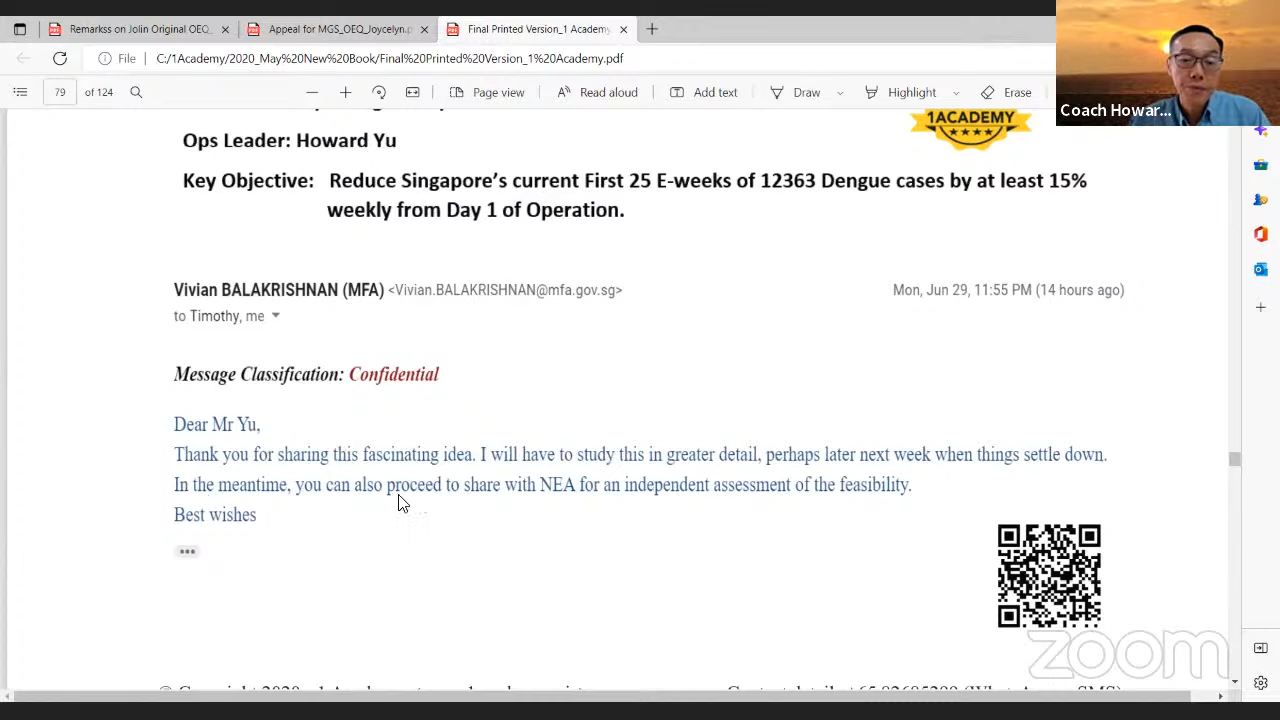 Remarkss on Jolin Original OEQ_
Appeal for MGS_OEQ_Joycelyn.p
Final Printed Version_1 Academy.
File C:/1Academy/2020_May%20New%20Book/Final%20Printed%20Version_1%20Academy.pdf
79 of 124
Page view
Read aloud
Add text
Draw
Highlight
Erase
Coach Howar...
1ACADEMY
Ops Leader: Howard Yu
Key Objective: Reduce Singapore's current First 25 E-weeks of 12363 Dengue cases by at least 15%
weekly from Day 1 of Operation.
Vivian BALAKRISHNAN (MFA) <Vivian.BALAKRISHNAN@mfa.gov.sg>
Mon, Jun 29, 11:55 PM (14 hours ago)
to Timothy, me
Message Classification: Confidential
Dear Mr Yu,
Thank you for sharing this fascinating idea. I will have to study this in greater detail, perhaps later next week when things settle down.
In the meantime, you can also proceed to share with NEA for an independent assessment of the feasibility.
Best wishes
zoom